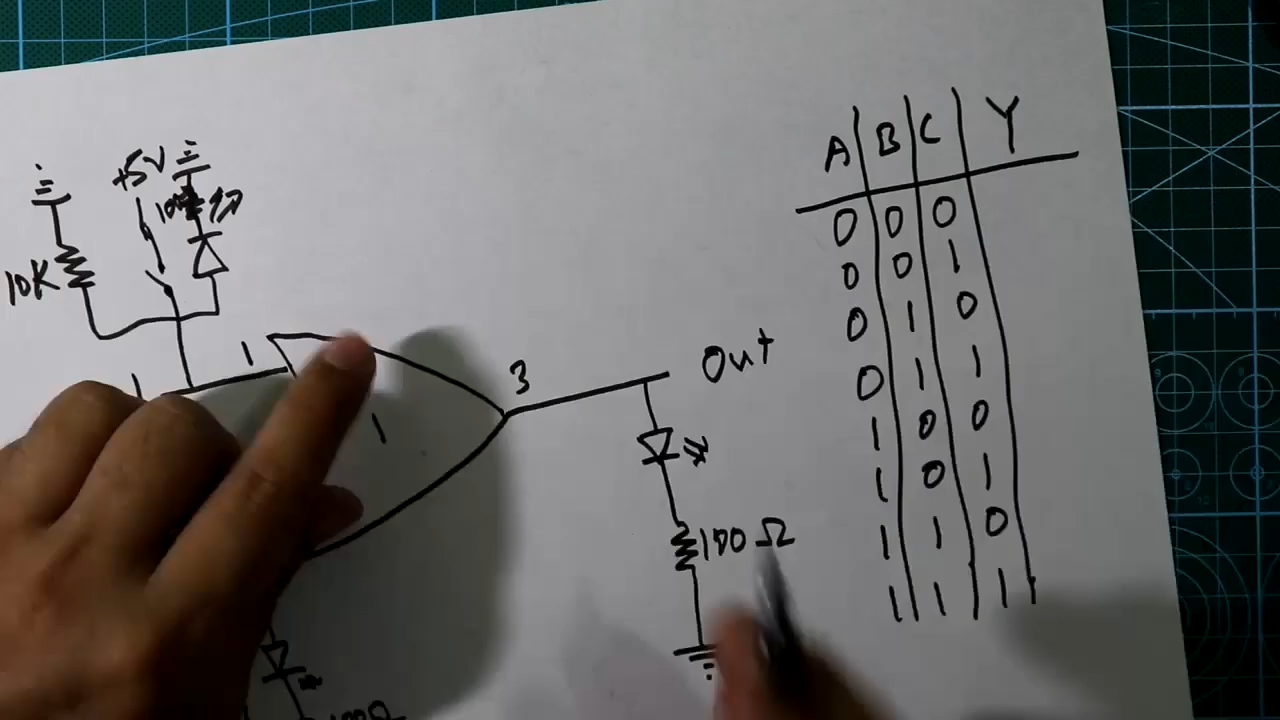 +5V
10K
1
1
3
Out
1
100 Ω
100Ω
A B C Y
0 0 0
0 0 1
0 1 0
0 1 1
1 0 0
1 0 1
1 1 0
1 1 1